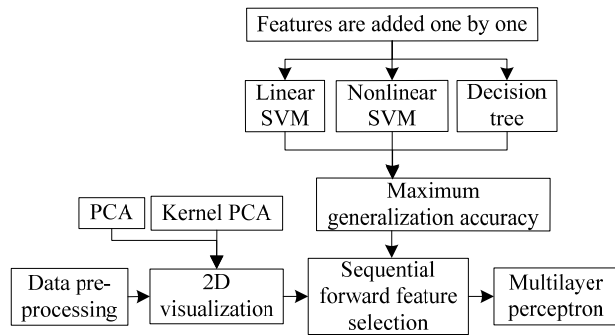 Features are added one by one
Linear
SVM
Nonlinear
SVM
Decision
tree
Maximum
generalization accuracy
PCA
Kernel PCA
Data pre-
processing
2D
visualization
Sequential
forward feature
selection
Multilayer
perceptron